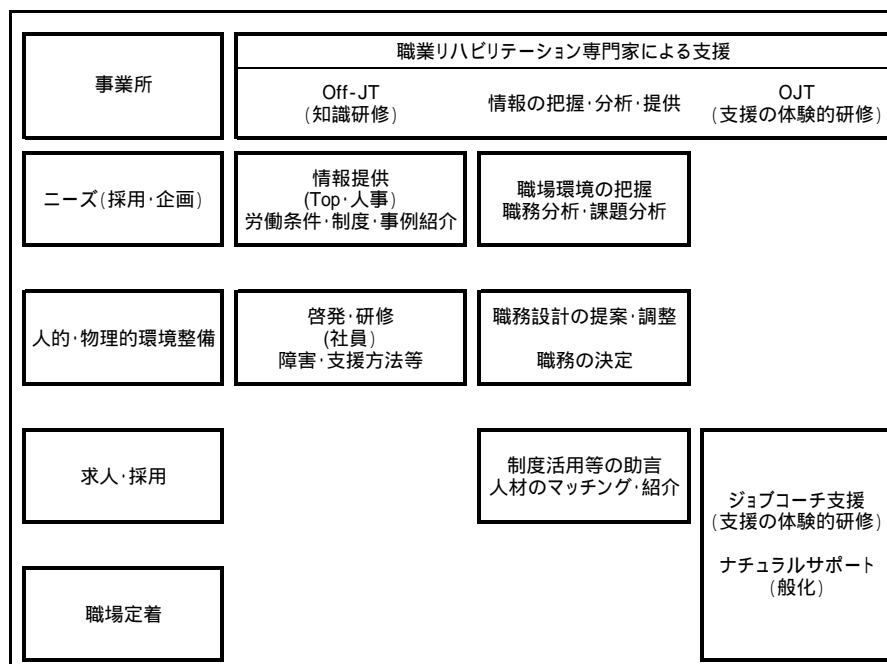 事業所
職業リハビリテーション専門家による支援
Off-JT
(知識研修)
情報の把握・分析・提供
OJT
(支援の体験的研修)
ニーズ(採用・企画)
情報提供
(Top・人事)
労働条件・制度・事例紹介
職場環境の把握
職務分析・課題分析
人的・物理的環境整備
啓発・研修
(社員)
障害・支援方法等
職務設計の提案・調整
職務の決定
求人・採用
制度活用等の助言
人材のマッチング・紹介
ジョブコーチ支援
(支援の体験的研修)
ナチュラルサポート
(般化)
職場定着